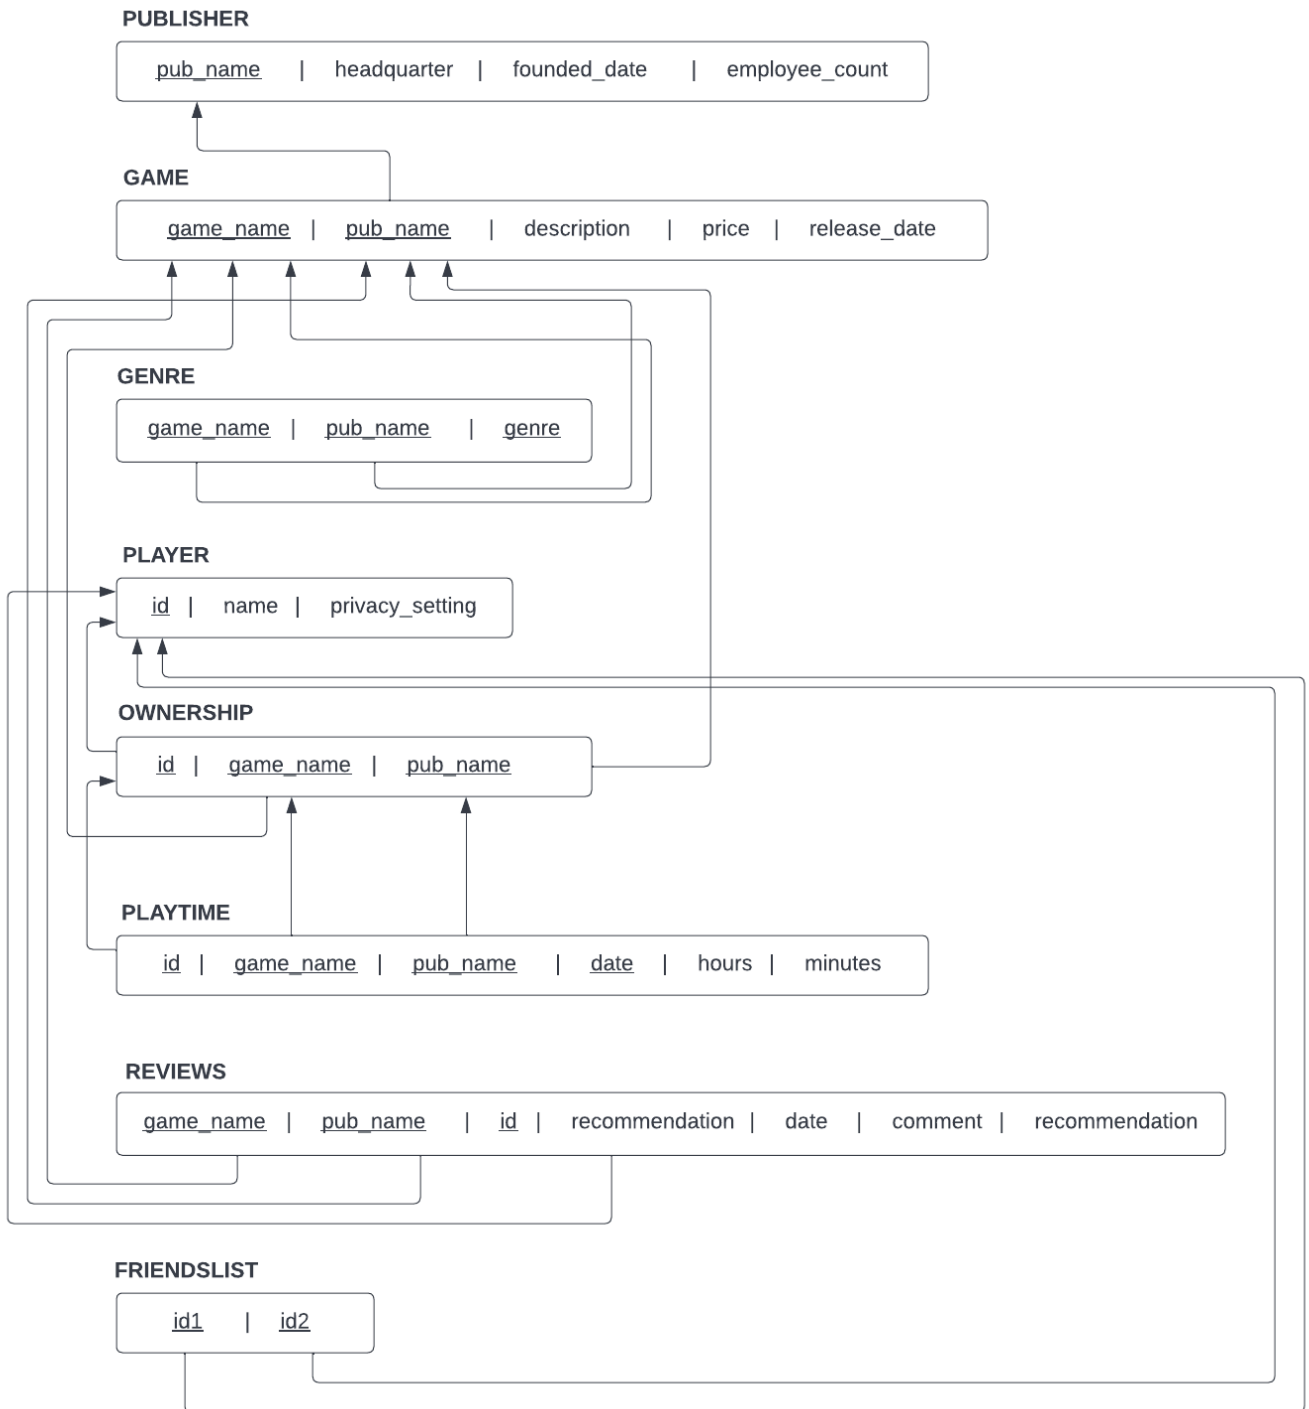 PUBLISHER
pub_name | headquarter | founded_date | employee_count
GAME
game_name | pub_name | description | price | release_date
GENRE
game_name | pub_name | genre
PLAYER
id | name | privacy_setting
OWNERSHIP
id | game_name | pub_name
PLAYTIME
id | game_name | pub_name | date | hours | minutes
REVIEWS
game_name | pub_name | id | recommendation | date | comment | recommendation
FRIENDSLIST
id1 | id2